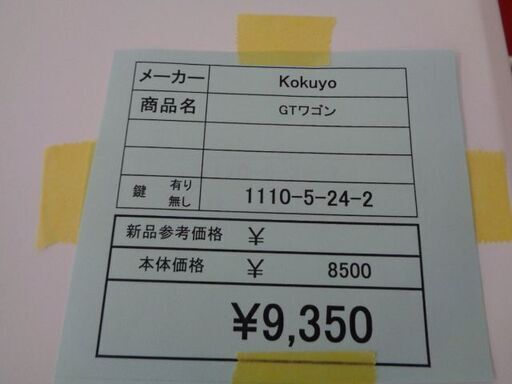 メーカー Kokuyo
商品名 GTワゴン
鍵 有り 無し 1110-5-24-2
新品参考価格 ￥
本体価格 ￥ 8500
¥9,350